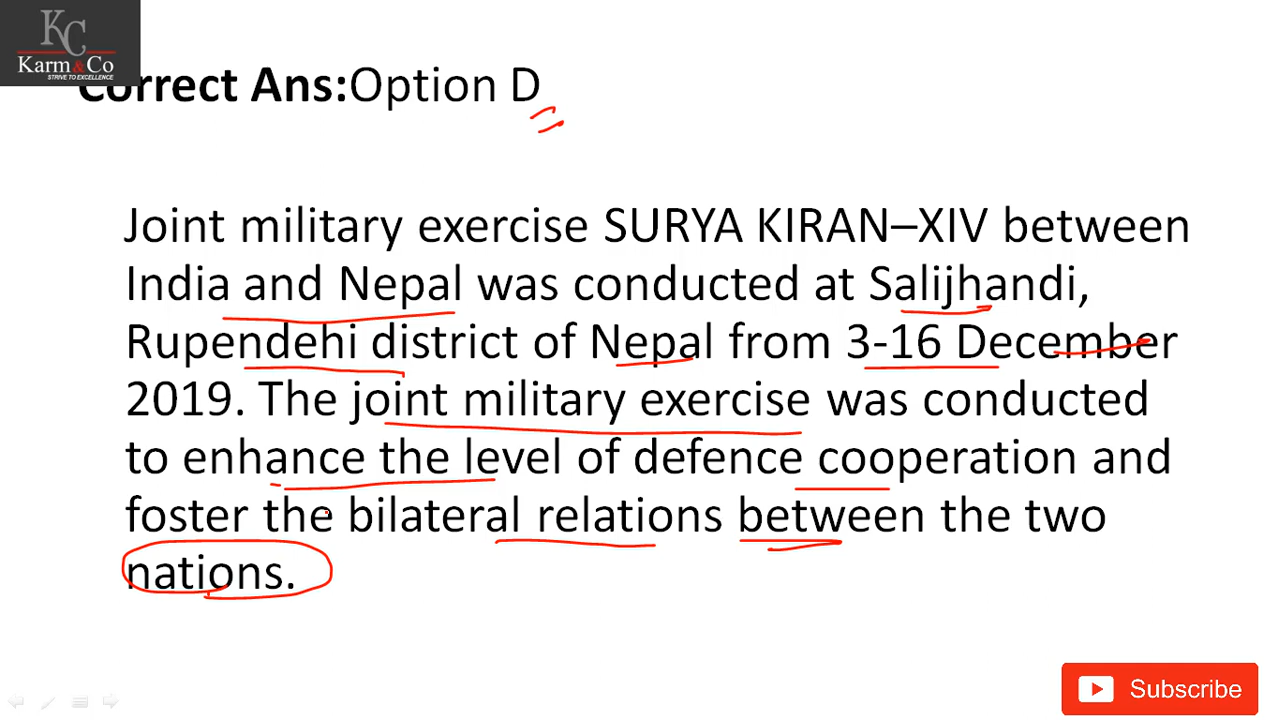 KC
Karm&Co
STRIVE TO EXCELLENCE
Correct Ans:Option D
Joint military exercise SURYA KIRAN–XIV between
India and Nepal was conducted at Salijhandi,
Rupendehi district of Nepal from 3-16 December
2019. The joint military exercise was conducted
to enhance the level of defence cooperation and
foster the bilateral relations between the two
nations.
Subscribe